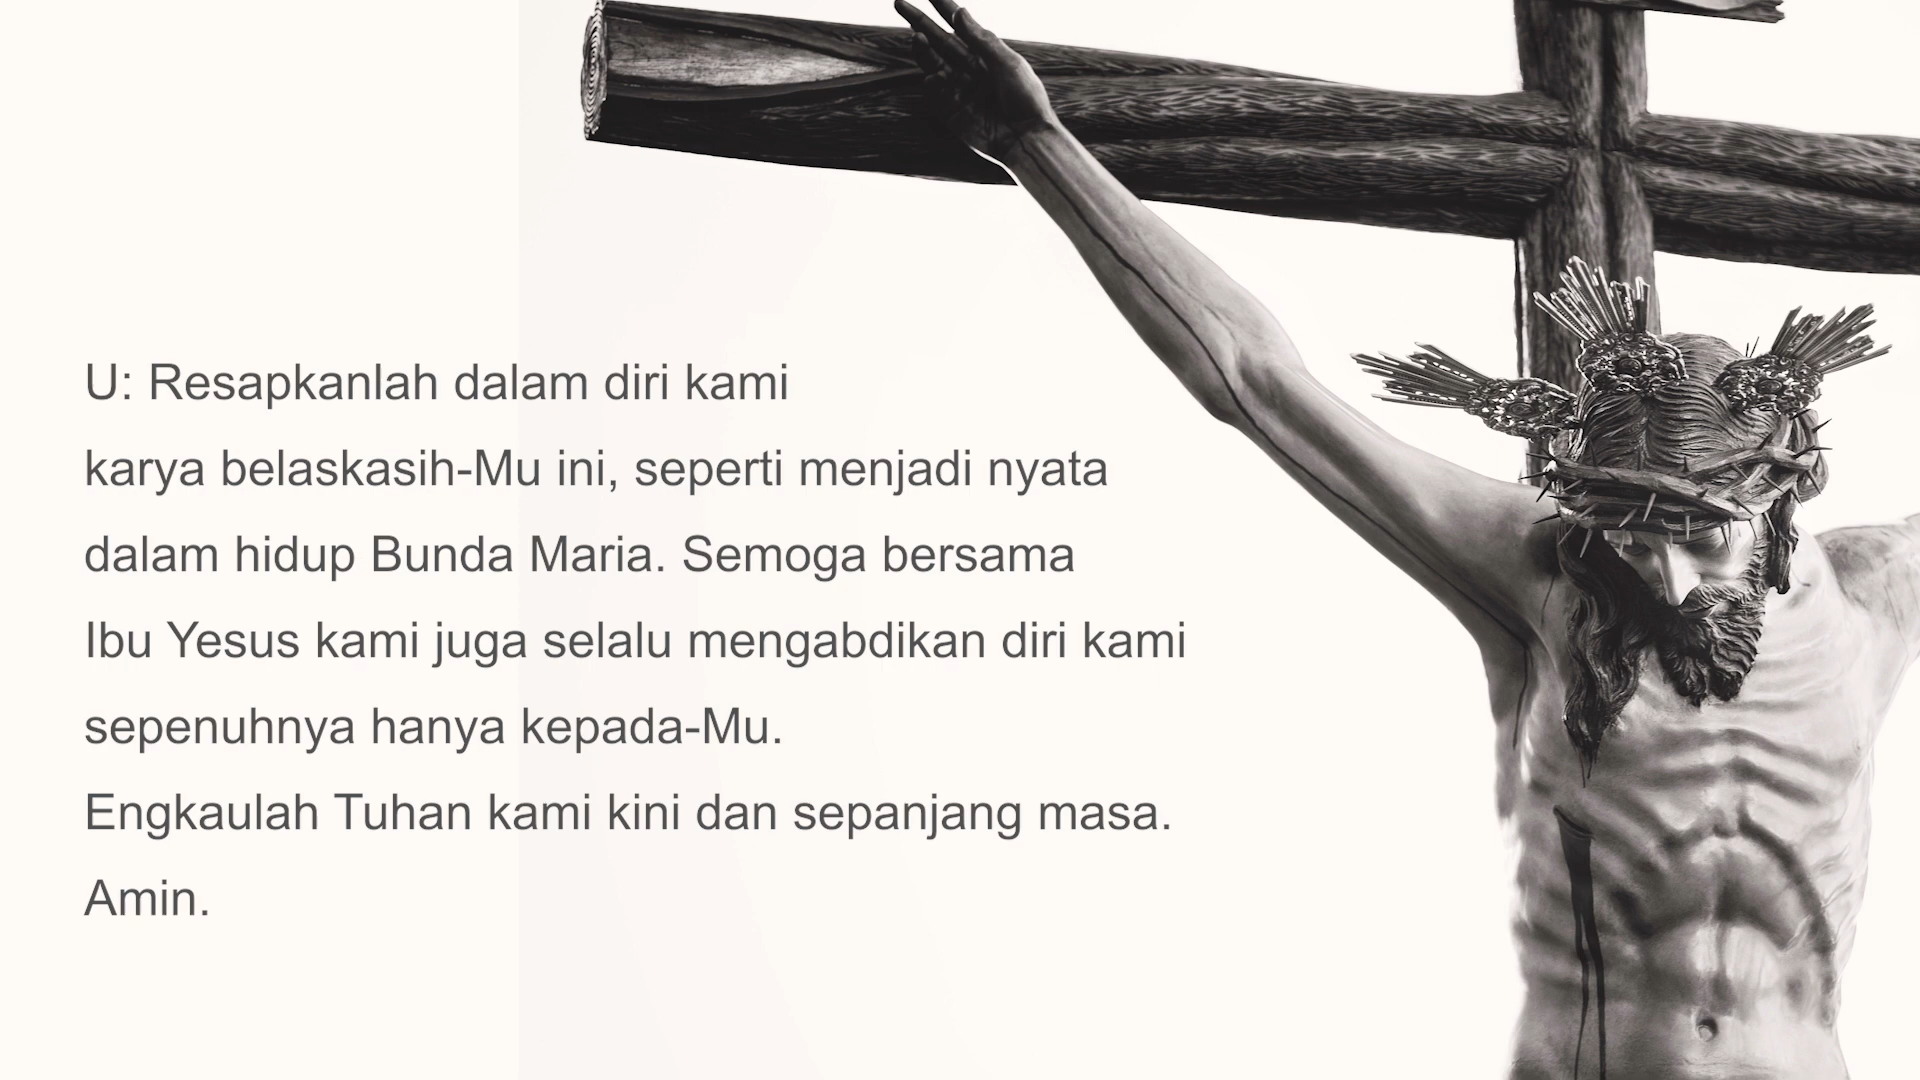 U: Resapkanlah dalam diri kami
karya belaskasih-Mu ini, seperti menjadi nyata
dalam hidup Bunda Maria. Semoga bersama
Ibu Yesus kami juga selalu mengabdikan diri kami
sepenuhnya hanya kepada-Mu.
Engkaulah Tuhan kami kini dan sepanjang masa.
Amin.